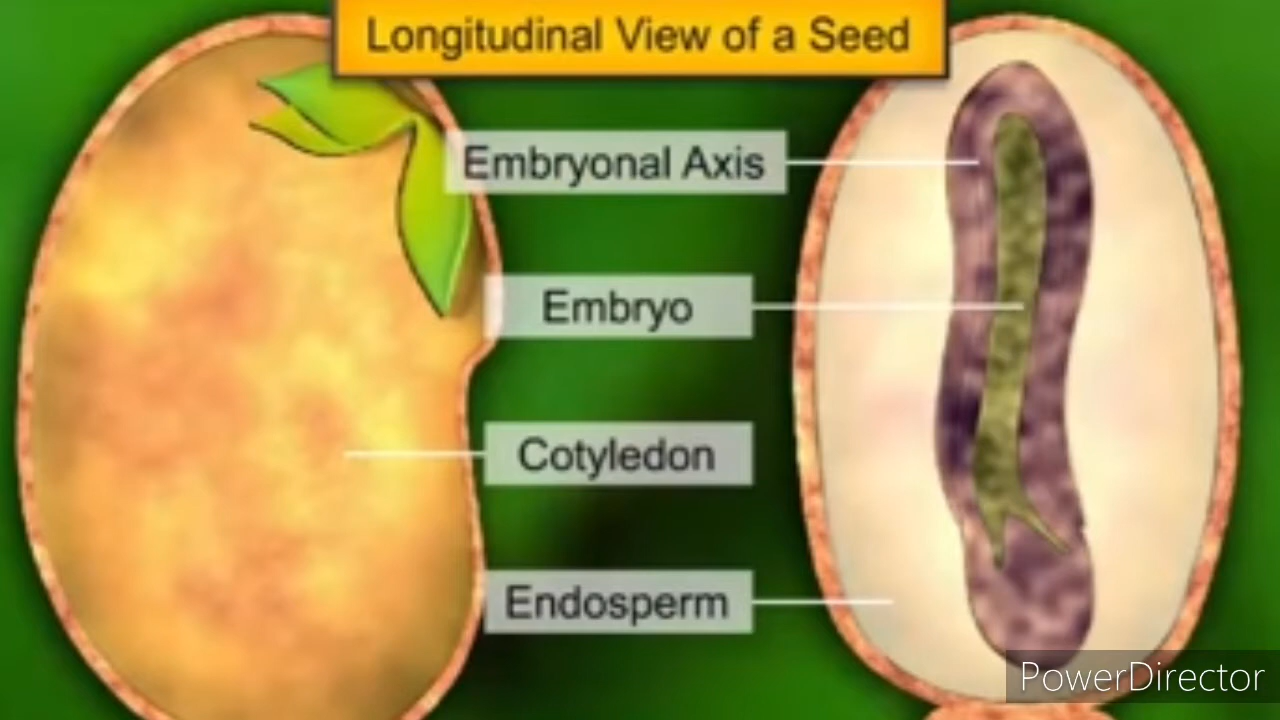 Longitudinal View of a Seed
Embryonal Axis
Embryo
Cotyledon
Endosperm
PowerDirector